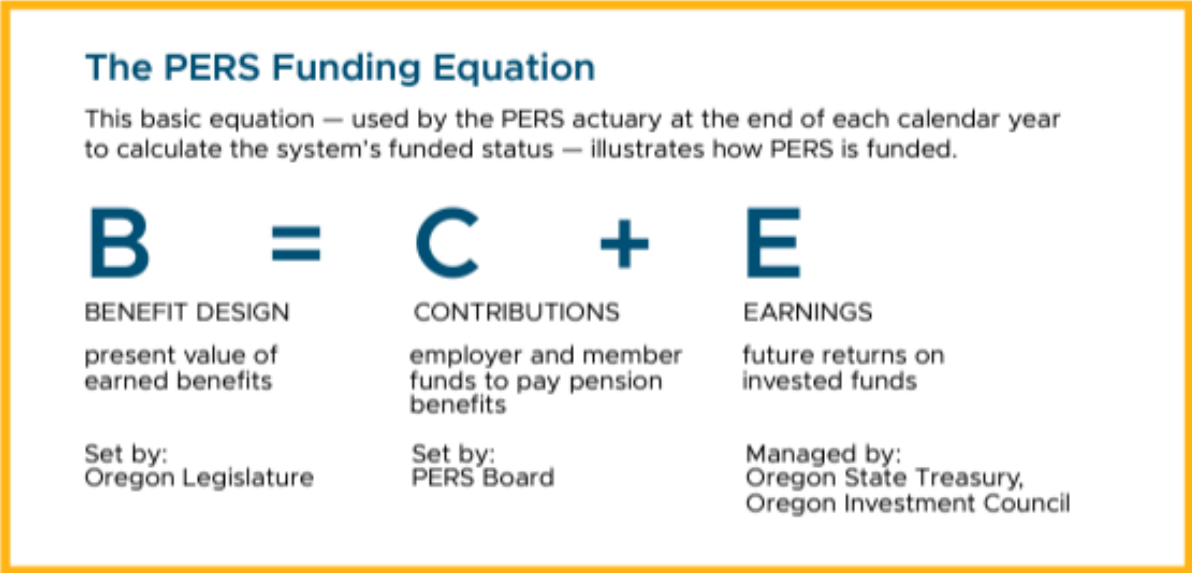 The PERS Funding Equation
This basic equation — used by the PERS actuary at the end of each calendar year
to calculate the system's funded status — illustrates how PERS is funded.
B = C + E
BENEFIT DESIGN
present value of
earned benefits
Set by:
Oregon Legislature
CONTRIBUTIONS
employer and member
funds to pay pension
benefits
Set by:
PERS Board
EARNINGS
future returns on
invested funds
Managed by:
Oregon State Treasury,
Oregon Investment Council